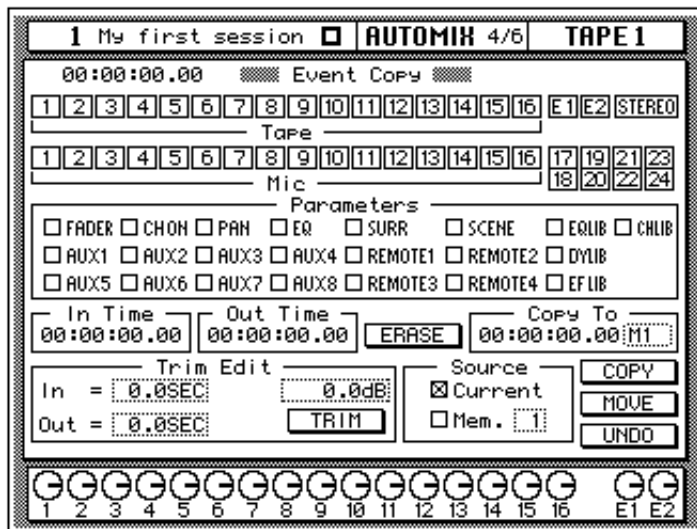 1 My first session AUTOMIX 4/6 TAPE 1
00:00:00.00 Event Copy
1 2 3 4 5 6 7 8 9 10 11 12 13 14 15 16 E1 E2 STEREO
Tape
1 2 3 4 5 6 7 8 9 10 11 12 13 14 15 16 17 19 21 23
18 20 22 24
Mic
Parameters
FADER CHON PAN EQ SURR SCENE EQLIB CHLIB
AUX1 AUX2 AUX3 AUX4 REMOTE1 REMOTE2 DYLIB
AUX5 AUX6 AUX7 AUX8 REMOTE3 REMOTE4 EFLIB
In Time Out Time Copy To
00:00:00.00 00:00:00.00 ERASE 00:00:00.00 M1
Trim Edit Source COPY
In = 0.0SEC 0.0dB Current MOVE
Out = 0.0SEC TRIM Mem. 1 UNDO
1 2 3 4 5 6 7 8 9 10 11 12 13 14 15 16 E1 E2